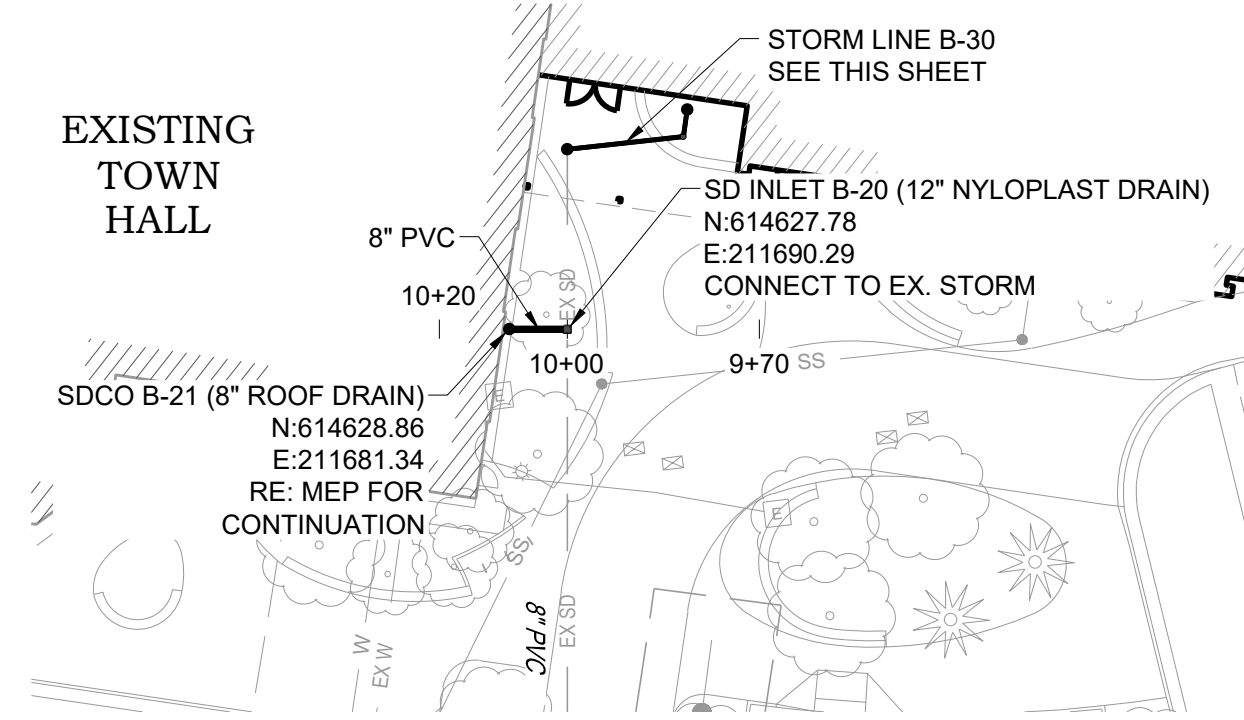 STORM LINE B-30
SEE THIS SHEET
EXISTING
TOWN
HALL
SD INLET B-20 (12" NYLOPLAST DRAIN)
N:614627.78
E:211690.29
CONNECT TO EX. STORM
8" PVC
10+20
EX SD
10+00
9+70
SS
SDCO B-21 (8" ROOF DRAIN)
N:614628.86
E:211681.34
RE: MEP FOR
CONTINUATION
E
E
SS
8" PVC
EX SD
W
EX W